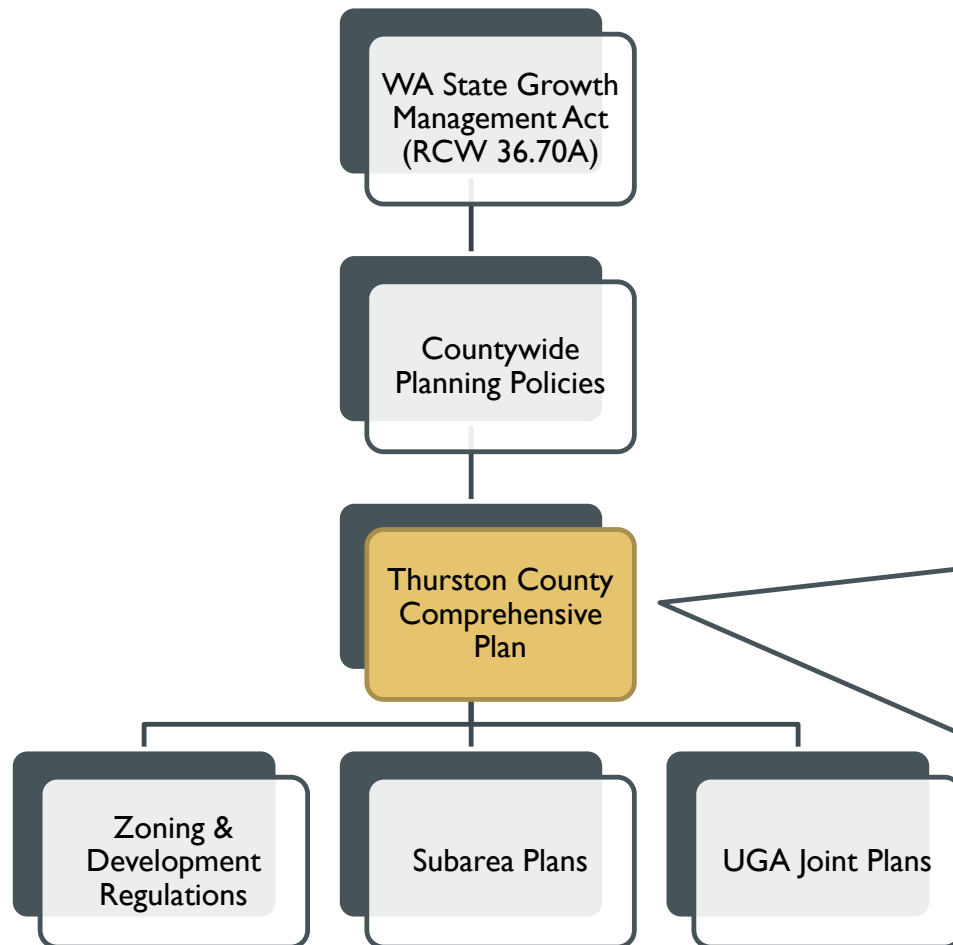 WA State Growth
Management Act
(RCW 36.70A)
Countywide
Planning Policies
Thurston County
Comprehensive
Plan
Zoning &
Development
Regulations
Subarea Plans
UGA Joint Plans